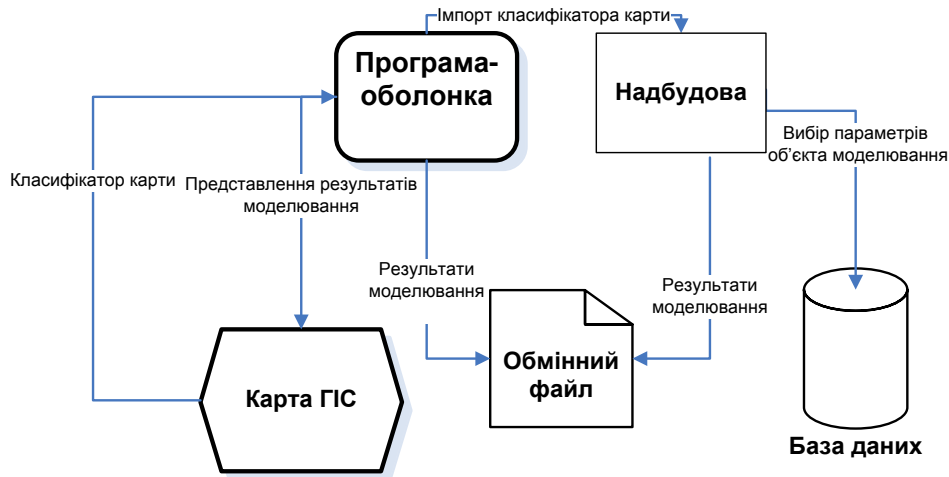 Імпорт класифікатора карти
Програма-
оболонка
Надбудова
Вибір параметрів
об’єкта моделювання
Класифікатор карти
Представлення результатів
моделювання
Результати
моделювання
Результати
моделювання
Обмінний
файл
Карта ГІС
База даних